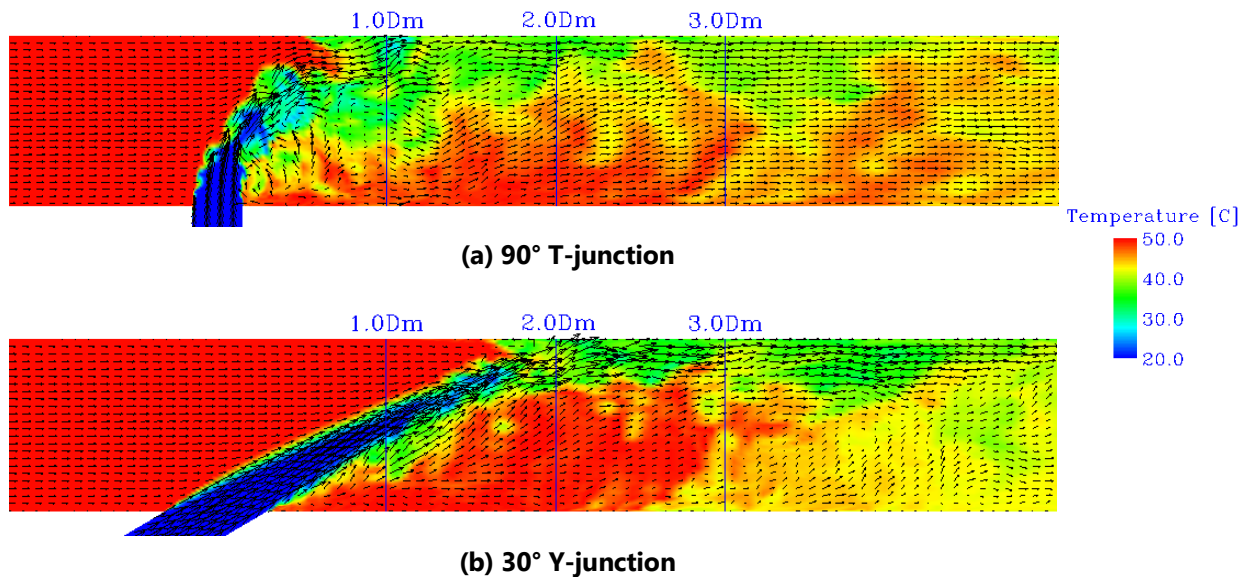 1.0Dm 2.0Dm 3.0Dm
(a) 90° T-junction
Temperature [C]
50.0
40.0
30.0
20.0
1.0Dm 2.0Dm 3.0Dm
(b) 30° Y-junction